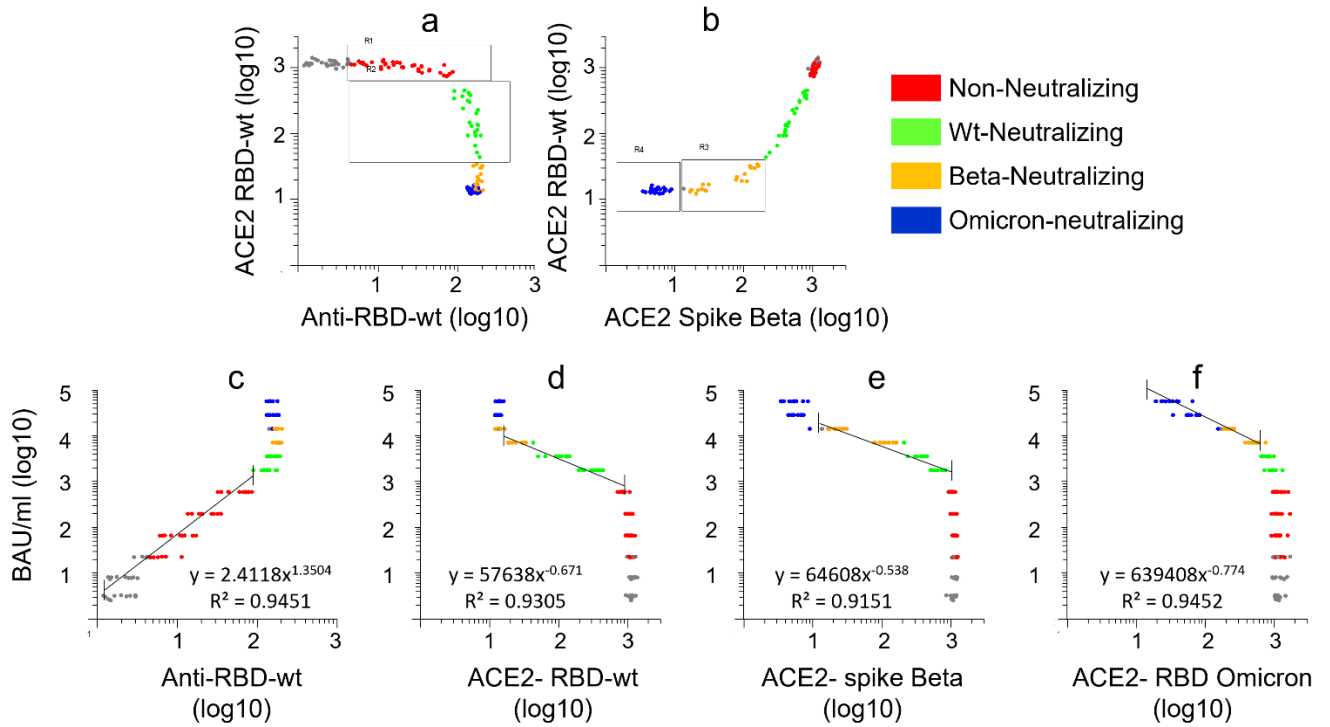 a
b
R1
R2
3
2
1
ACE2 RBD-wt (log10)
1
2
3
Anti-RBD-wt (log10)
R4
R3
3
2
1
ACE2 RBD-wt (log10)
1
2
3
ACE2 Spike Beta (log10)
Non-Neutralizing
Wt-Neutralizing
Beta-Neutralizing
Omicron-neutralizing
c
d
e
f
BAU/ml (log10)
5
4
3
2
1
y = 2.4118x^1.3504
R² = 0.9451
1
1
2
3
Anti-RBD-wt
(log10)
5
4
3
2
1
y = 57638x^-0.671
R² = 0.9305
1
2
3
ACE2- RBD-wt
(log10)
5
4
3
2
1
y = 64608x^-0.538
R² = 0.9151
1
2
3
ACE2- spike Beta
(log10)
5
4
3
2
1
y = 639408x^-0.774
R² = 0.9452
1
2
3
ACE2- RBD Omicron
(log10)